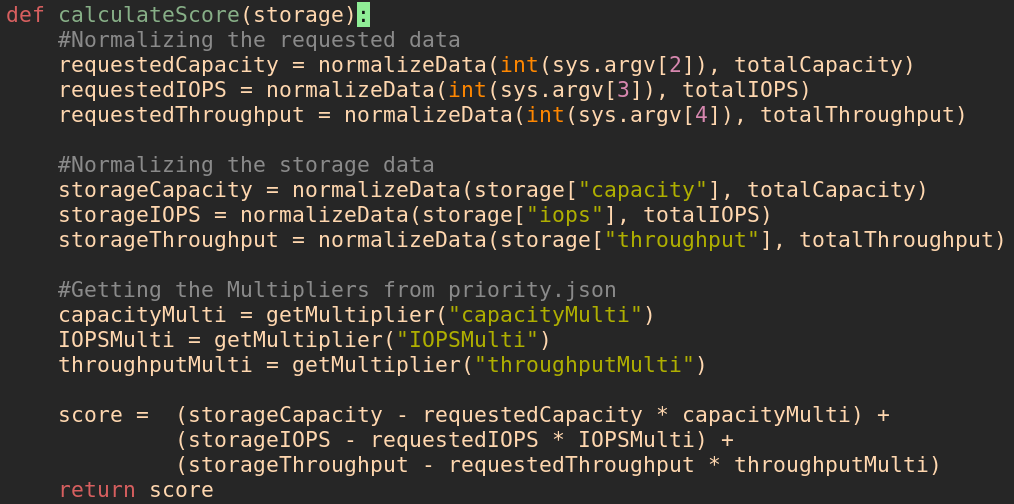 def calculateScore(storage):
    #Normalizing the requested data
    requestedCapacity = normalizeData(int(sys.argv[2]), totalCapacity)
    requestedIOPS = normalizeData(int(sys.argv[3]), totalIOPS)
    requestedThroughput = normalizeData(int(sys.argv[4]), totalThroughput)

    #Normalizing the storage data
    storageCapacity = normalizeData(storage["capacity"], totalCapacity)
    storageIOPS = normalizeData(storage["iops"], totalIOPS)
    storageThroughput = normalizeData(storage["throughput"], totalThroughput)

    #Getting the Multipliers from priority.json
    capacityMulti = getMultiplier("capacityMulti")
    IOPSMulti = getMultiplier("IOPSMulti")
    throughputMulti = getMultiplier("throughputMulti")

    score =  (storageCapacity - requestedCapacity * capacityMulti) +
             (storageIOPS - requestedIOPS * IOPSMulti) +
             (storageThroughput - requestedThroughput * throughputMulti)
    return score